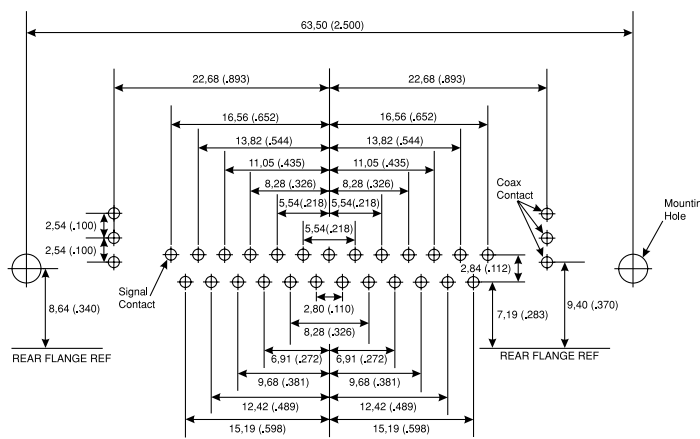 63,50 (2.500)
22,68 (.893) 22,68 (.893)
16,56 (.652) 16,56 (.652)
13,82 (.544) 13,82 (.544)
11,05 (.435) 11,05 (.435)
8,28 (.326) 8,28 (.326)
5,54(.218) 5,54(.218)
5,54(.218)
Coax
Contact
Mountin
Hole
2,54 (.100)
2,54 (.100)
Signal
Contact
2,84 (.112)
8,64 (.340)
2,80 (.110)
7,19 (.283)
9,40 (.370)
8,28 (.326)
REAR FLANGE REF REAR FLANGE REF
6,91 (.272) 6,91 (.272)
9,68 (.381) 9,68 (.381)
12,42 (.489) 12,42 (.489)
15,19 (.598) 15,19 (.598)